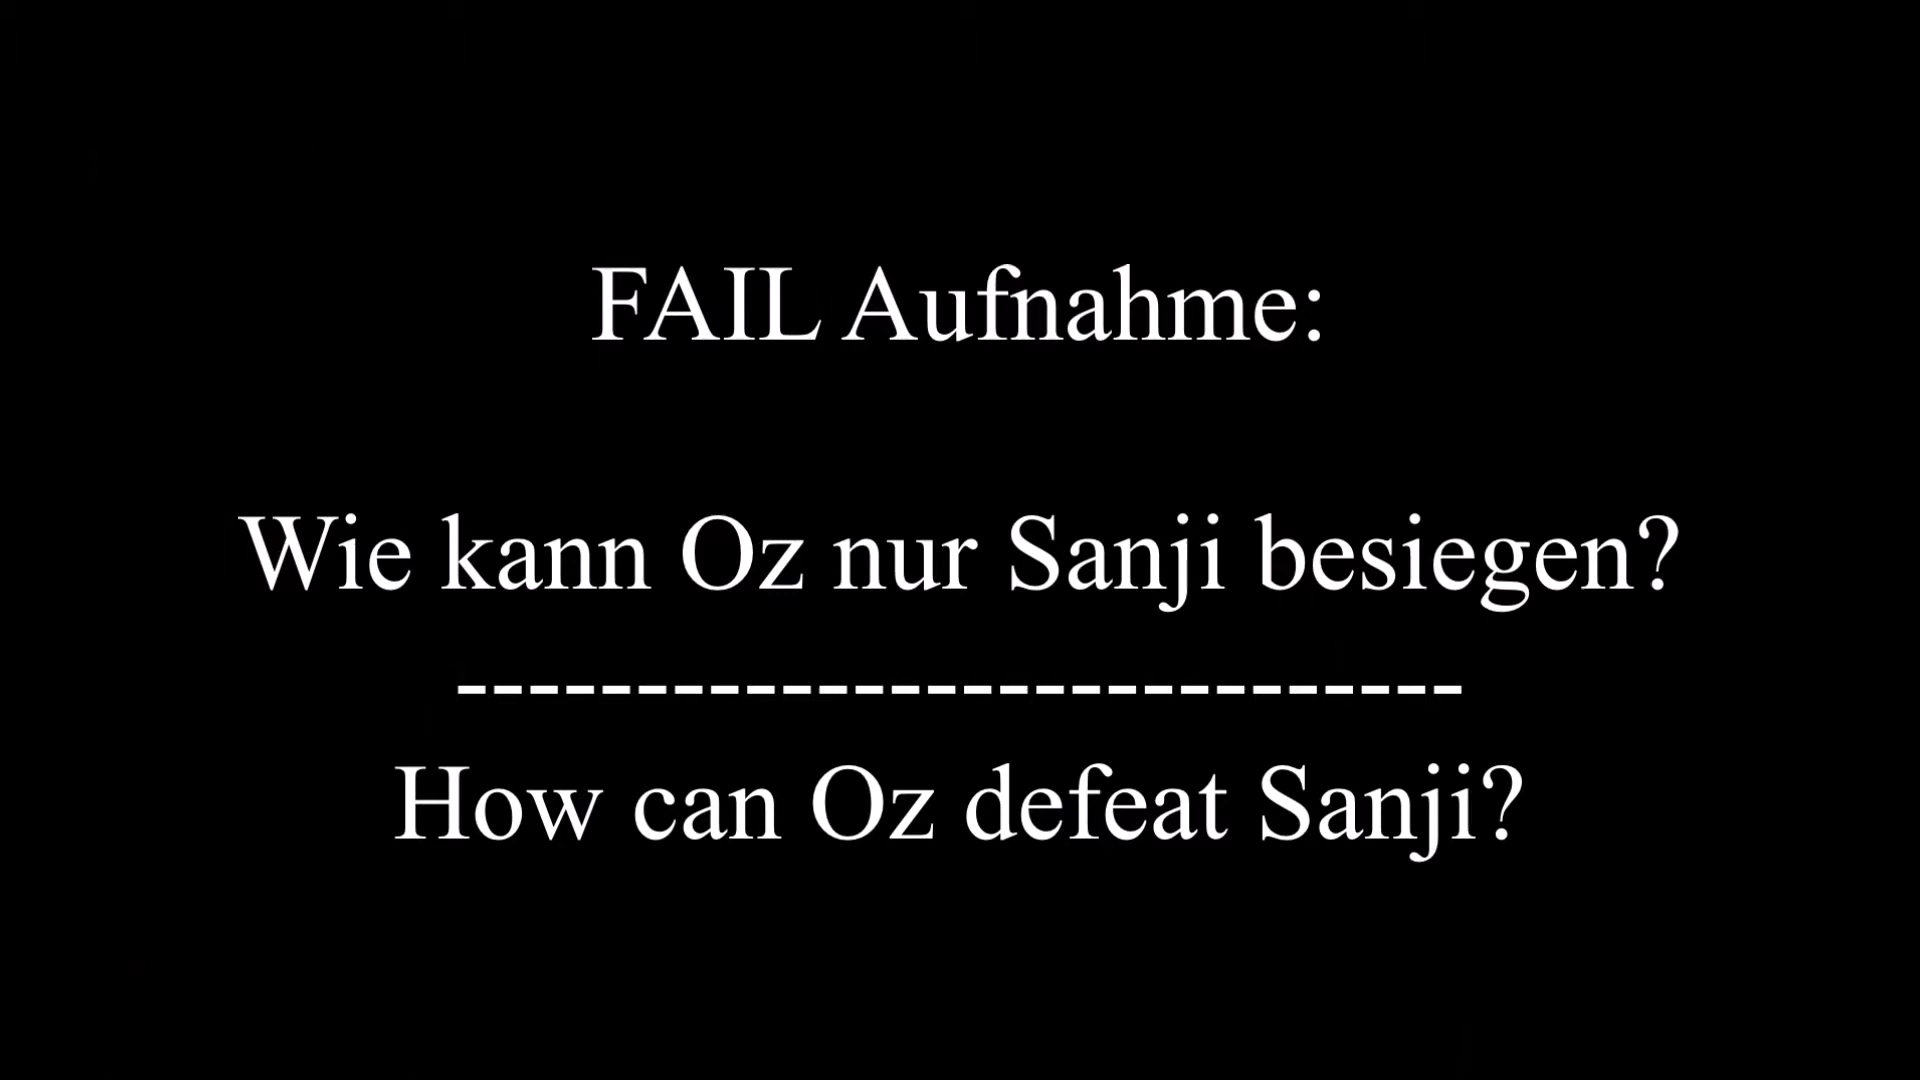 FAIL Aufnahme:
Wie kann Oz nur Sanji besiegen?
----------------------------
How can Oz defeat Sanji?